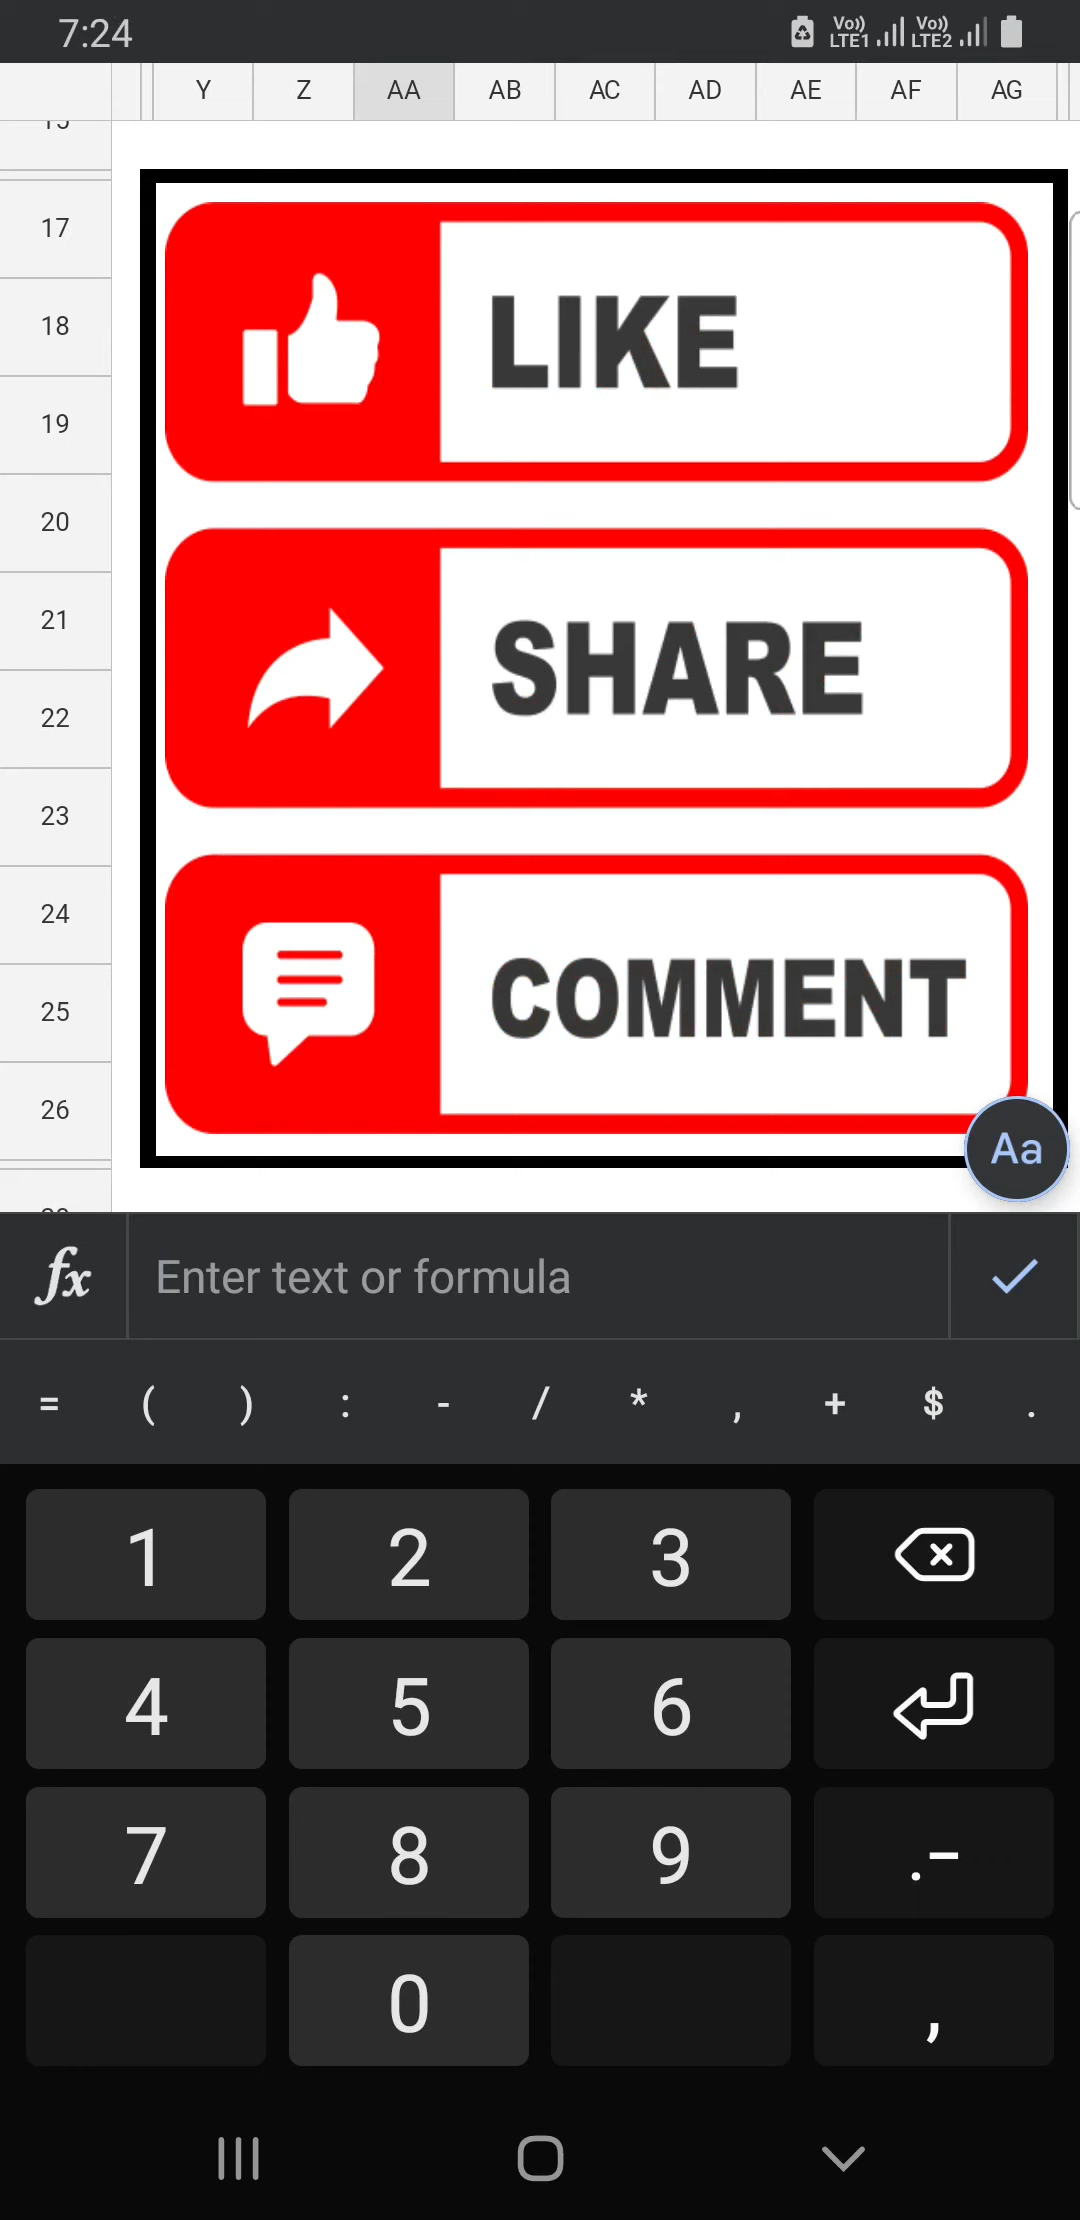 7:24
Vo)) LTE1 Vo)) LTE2
Y Z AA AB AC AD AE AF AG
17
18
19
20
21
22
23
24
25
26
LIKE
SHARE
COMMENT
Aa
fx Enter text or formula
= ( ) : - / * , + $ .
1 2 3
4 5 6
7 8 9 .-
0 ,